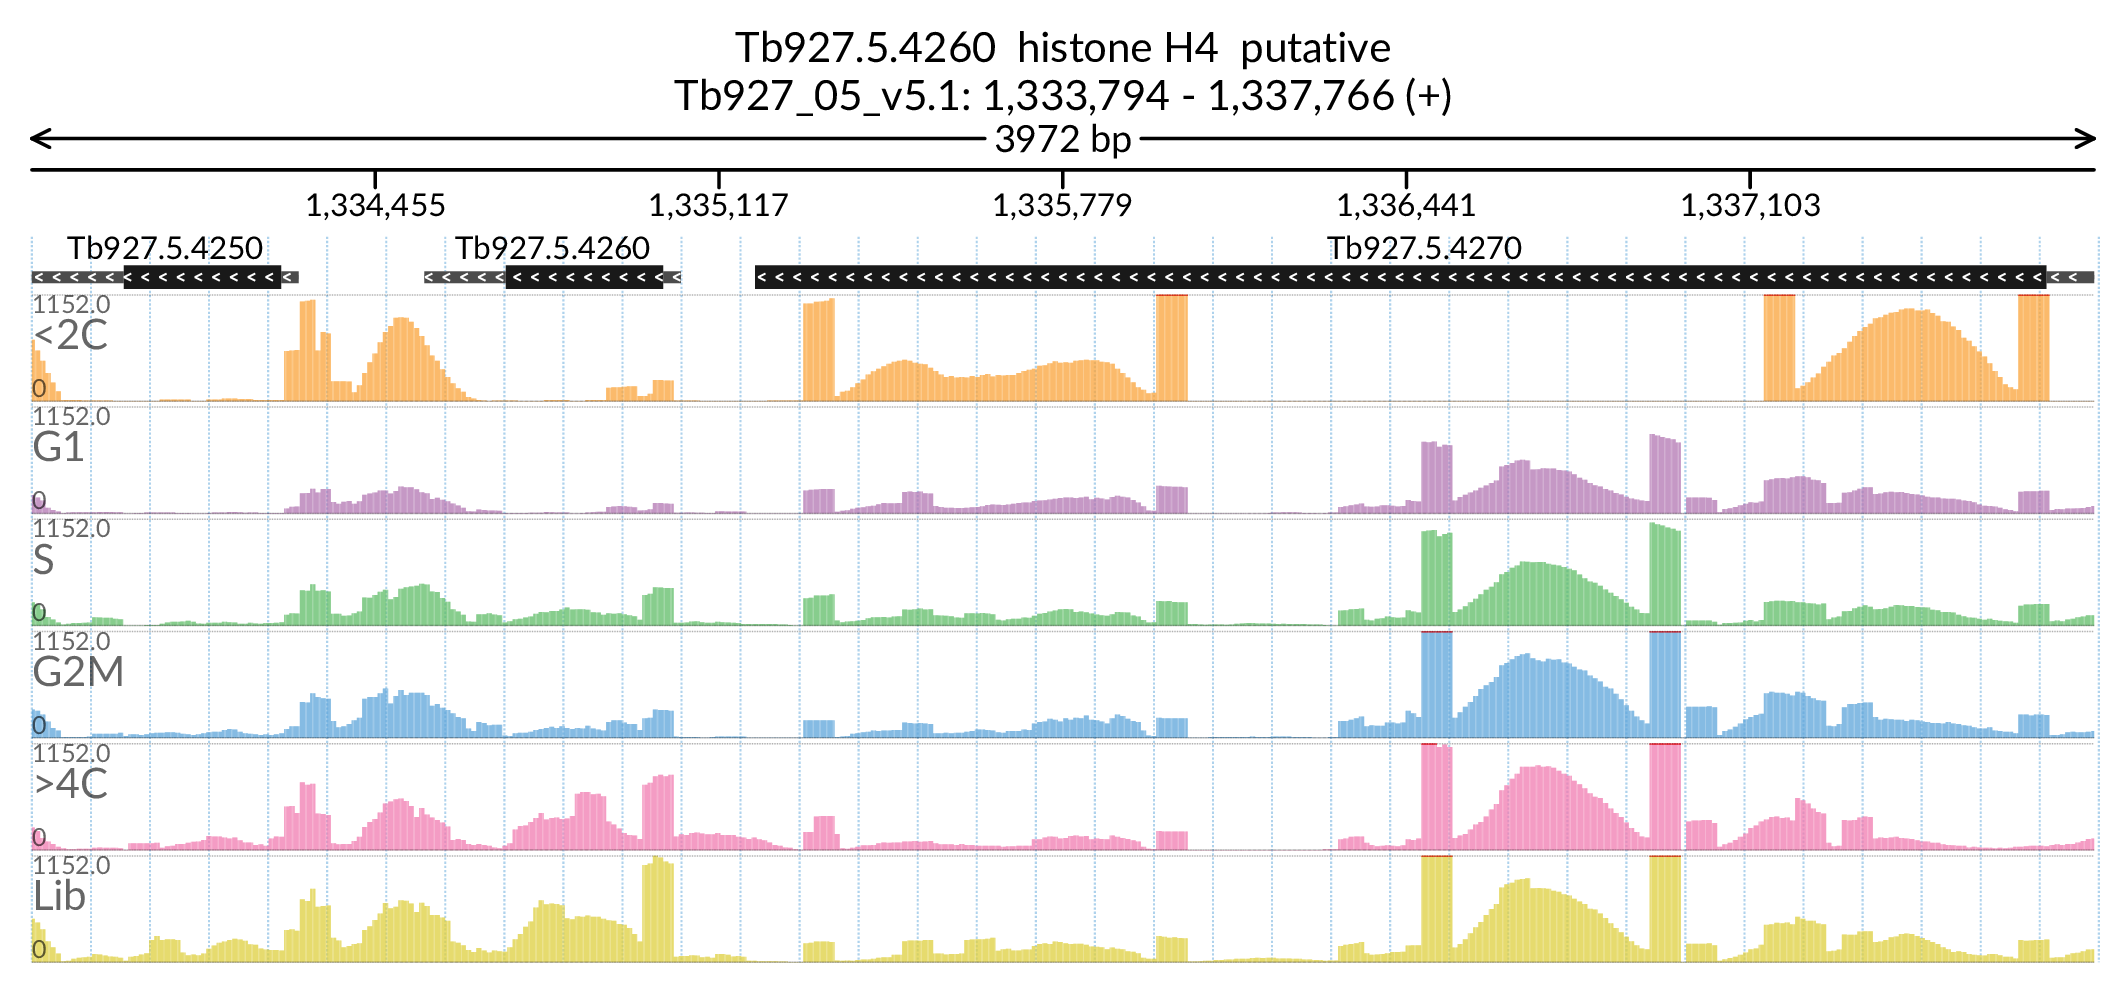 Tb927.5.4260 histone H4 putative
Tb927_05_v5.1: 1,333,794 - 1,337,766 (+)
3972 bp
1,334,455 1,335,117 1,335,779 1,336,441 1,337,103
Tb927.5.4250 Tb927.5.4260 Tb927.5.4270
1152.0
<2C
0
1152.0
G1
0
1152.0
S
0
1152.0
G2M
0
1152.0
>4C
0
1152.0
Lib
0